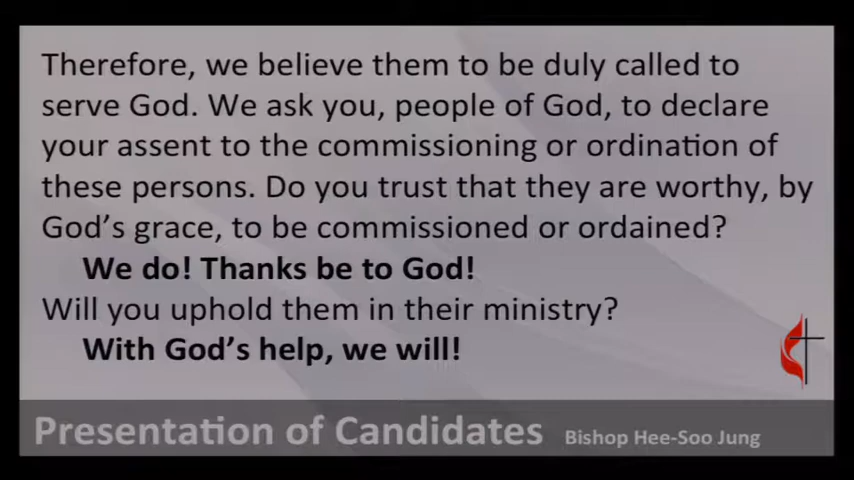 Therefore, we believe them to be duly called to
serve God. We ask you, people of God, to declare
your assent to the commissioning or ordination of
these persons. Do you trust that they are worthy, by
God's grace, to be commissioned or ordained?
We do! Thanks be to God!
Will you uphold them in their ministry?
With God's help, we will!
Presentation of Candidates Bishop Hee-Soo Jung